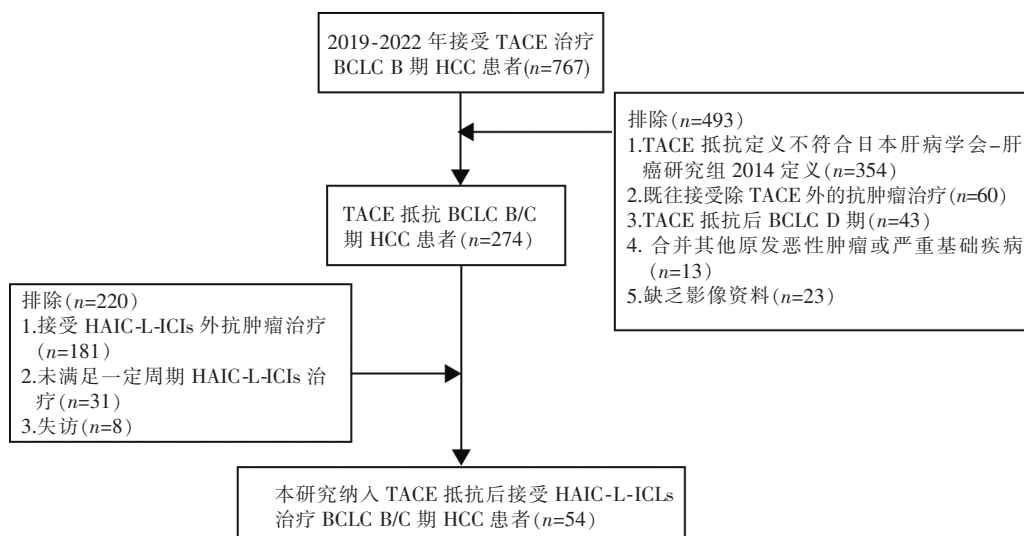 2019-2022 年接受 TACE 治疗
BCLC B 期 HCC 患者(n=767)
排除(n=493)
1.TACE 抵抗定义不符合日本肝病学会-肝
癌研究组 2014 定义(n=354)
2.既往接受除 TACE 外的抗肿瘤治疗(n=60)
3.TACE 抵抗后 BCLC D 期(n=43)
4. 合并其他原发恶性肿瘤或严重基础疾病
(n=13)
5.缺乏影像资料(n=23)
TACE 抵抗 BCLC B/C
期 HCC 患者(n=274)
排除(n=220)
1.接受 HAIC-L-ICIs 外抗肿瘤治疗
(n=181)
2.未满足一定周期 HAIC-L-ICIs 治
疗(n=31)
3.失访(n=8)
本研究纳入 TACE 抵抗后接受 HAIC-L-ICLs
治疗 BCLC B/C 期 HCC 患者(n=54)